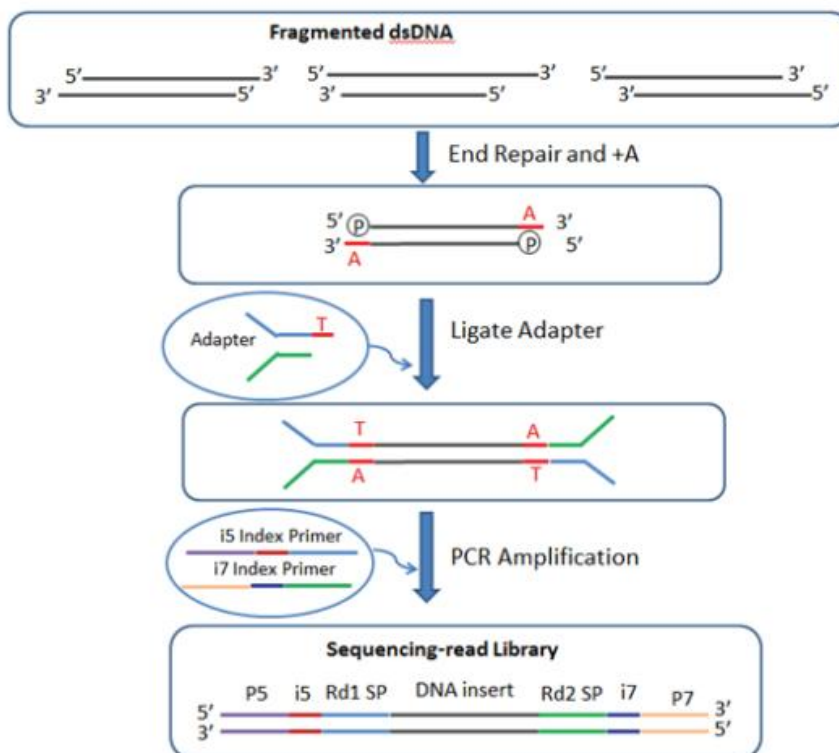 Fragmented dsDNA
5’ 3’ 5’ 3’ 5’ 3’
3’ 5’ 3’ 5’ 3’ 5’
End Repair and +A
A
5’ P 3’
3’ P 5’
A
Ligate Adapter
T
Adapter
T A
A T
i5 Index Primer
i7 Index Primer
PCR Amplification
Sequencing-read Library
P5 i5 Rd1 SP DNA insert Rd2 SP i7 P7
5’ 3’
3’ 5’